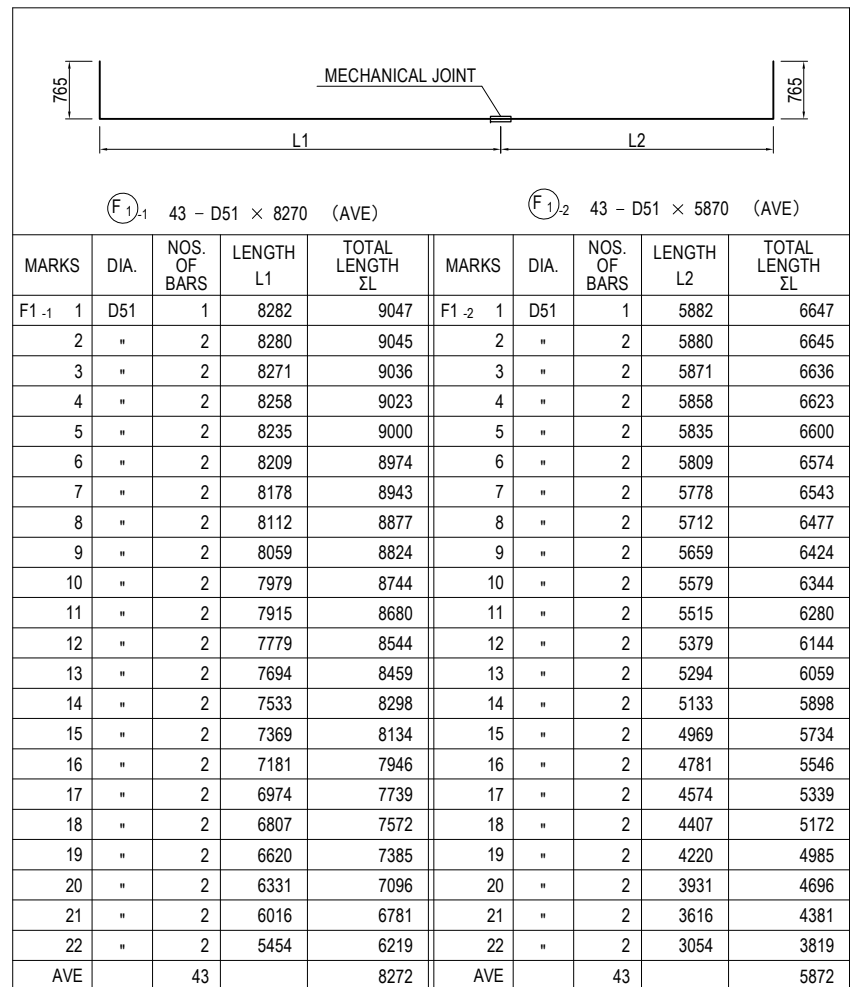 765
MECHANICAL JOINT
765
L1
L2
F 1 -1 43 − D51 × 8270 (AVE)
F 1 -2 43 − D51 × 5870 (AVE)
MARKS DIA. NOS. OF BARS LENGTH L1 TOTAL LENGTH ΣL MARKS DIA. NOS. OF BARS LENGTH L2 TOTAL LENGTH ΣL
F1 -1 1 D51 1 8282 9047 F1 -2 1 D51 1 5882 6647
2 " 2 8280 9045 2 " 2 5880 6645
3 " 2 8271 9036 3 " 2 5871 6636
4 " 2 8258 9023 4 " 2 5858 6623
5 " 2 8235 9000 5 " 2 5835 6600
6 " 2 8209 8974 6 " 2 5809 6574
7 " 2 8178 8943 7 " 2 5778 6543
8 " 2 8112 8877 8 " 2 5712 6477
9 " 2 8059 8824 9 " 2 5659 6424
10 " 2 7979 8744 10 " 2 5579 6344
11 " 2 7915 8680 11 " 2 5515 6280
12 " 2 7779 8544 12 " 2 5379 6144
13 " 2 7694 8459 13 " 2 5294 6059
14 " 2 7533 8298 14 " 2 5133 5898
15 " 2 7369 8134 15 " 2 4969 5734
16 " 2 7181 7946 16 " 2 4781 5546
17 " 2 6974 7739 17 " 2 4574 5339
18 " 2 6807 7572 18 " 2 4407 5172
19 " 2 6620 7385 19 " 2 4220 4985
20 " 2 6331 7096 20 " 2 3931 4696
21 " 2 6016 6781 21 " 2 3616 4381
22 " 2 5454 6219 22 " 2 3054 3819
AVE 43 8272 AVE 43 5872